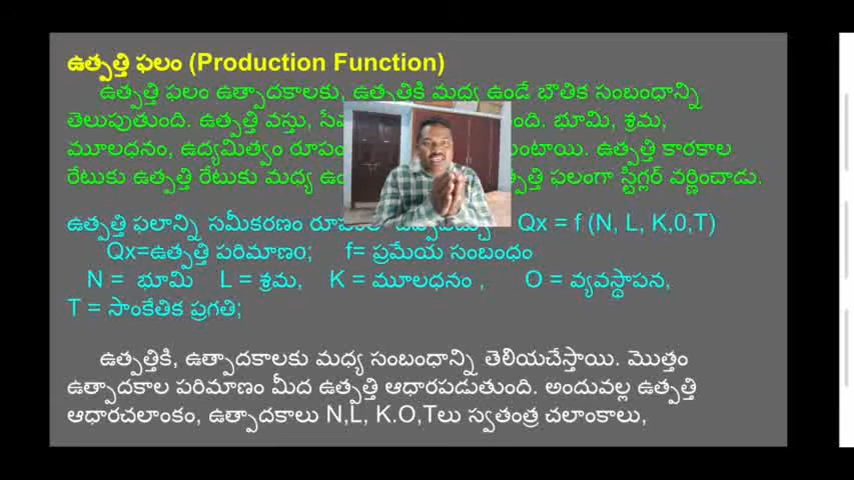 ఉత్పత్తి ఫలం (Production Function)
ఉత్పత్తి ఫలం ఉత్పాదకాలకు, ఉత్పత్తికి మధ్య ఉండే భౌతిక సంబంధాన్ని
తెలుపుతుంది. ఉత్పత్తి వస్తు, భూమి, శ్రమ,
మూలధనం, ఉద్యమిత్వం ఉత్పత్తి కారకాల
రేటుకు ఉత్పత్తి రేటుకు మధ్య ఫలంగా స్టిగ్లర్ వర్ణించాడు.
ఉత్పత్తి ఫలాన్ని సమీకరణం Qx = f (N, L, K,0,T)
Qx=ఉత్పత్తి పరిమాణం; f= ప్రమేయ సంబంధం
N = భూమి L = శ్రమ, K = మూలధనం , O = వ్యవస్థాపన,
T = సాంకేతిక ప్రగతి;
ఉత్పత్తికి, ఉత్పాదకాలకు మధ్య సంబంధాన్ని తెలియచేస్తాయి. మొత్తం
ఉత్పాదకాల పరిమాణం మీద ఉత్పత్తి ఆధారపడుతుంది. అందువల్ల ఉత్పత్తి
ఆధారచలాంకం, ఉత్పాదకాలు N,L, K.O,Tలు స్వతంత్ర చలాంకాలు,